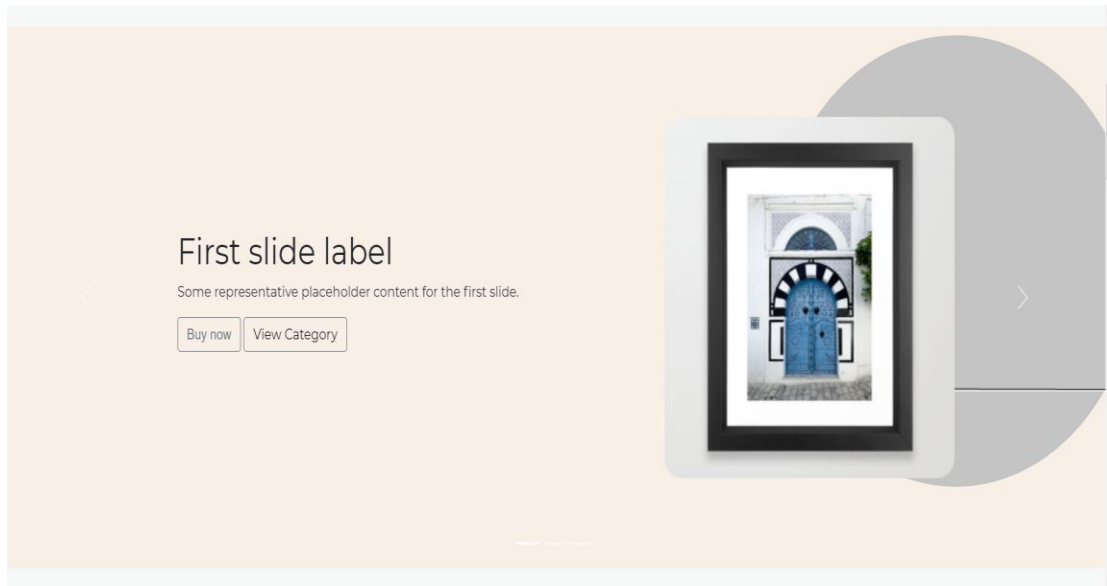 First slide label
Some representative placeholder content for the first slide.
Buy now View Category